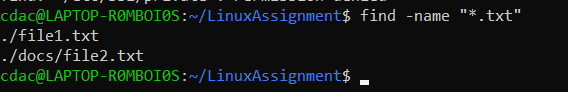 cdac@LAPTOP-R0MBOI0S:~/LinuxAssignment$ find -name "*.txt"
./file1.txt
./docs/file2.txt
cdac@LAPTOP-R0MBOI0S:~/LinuxAssignment$